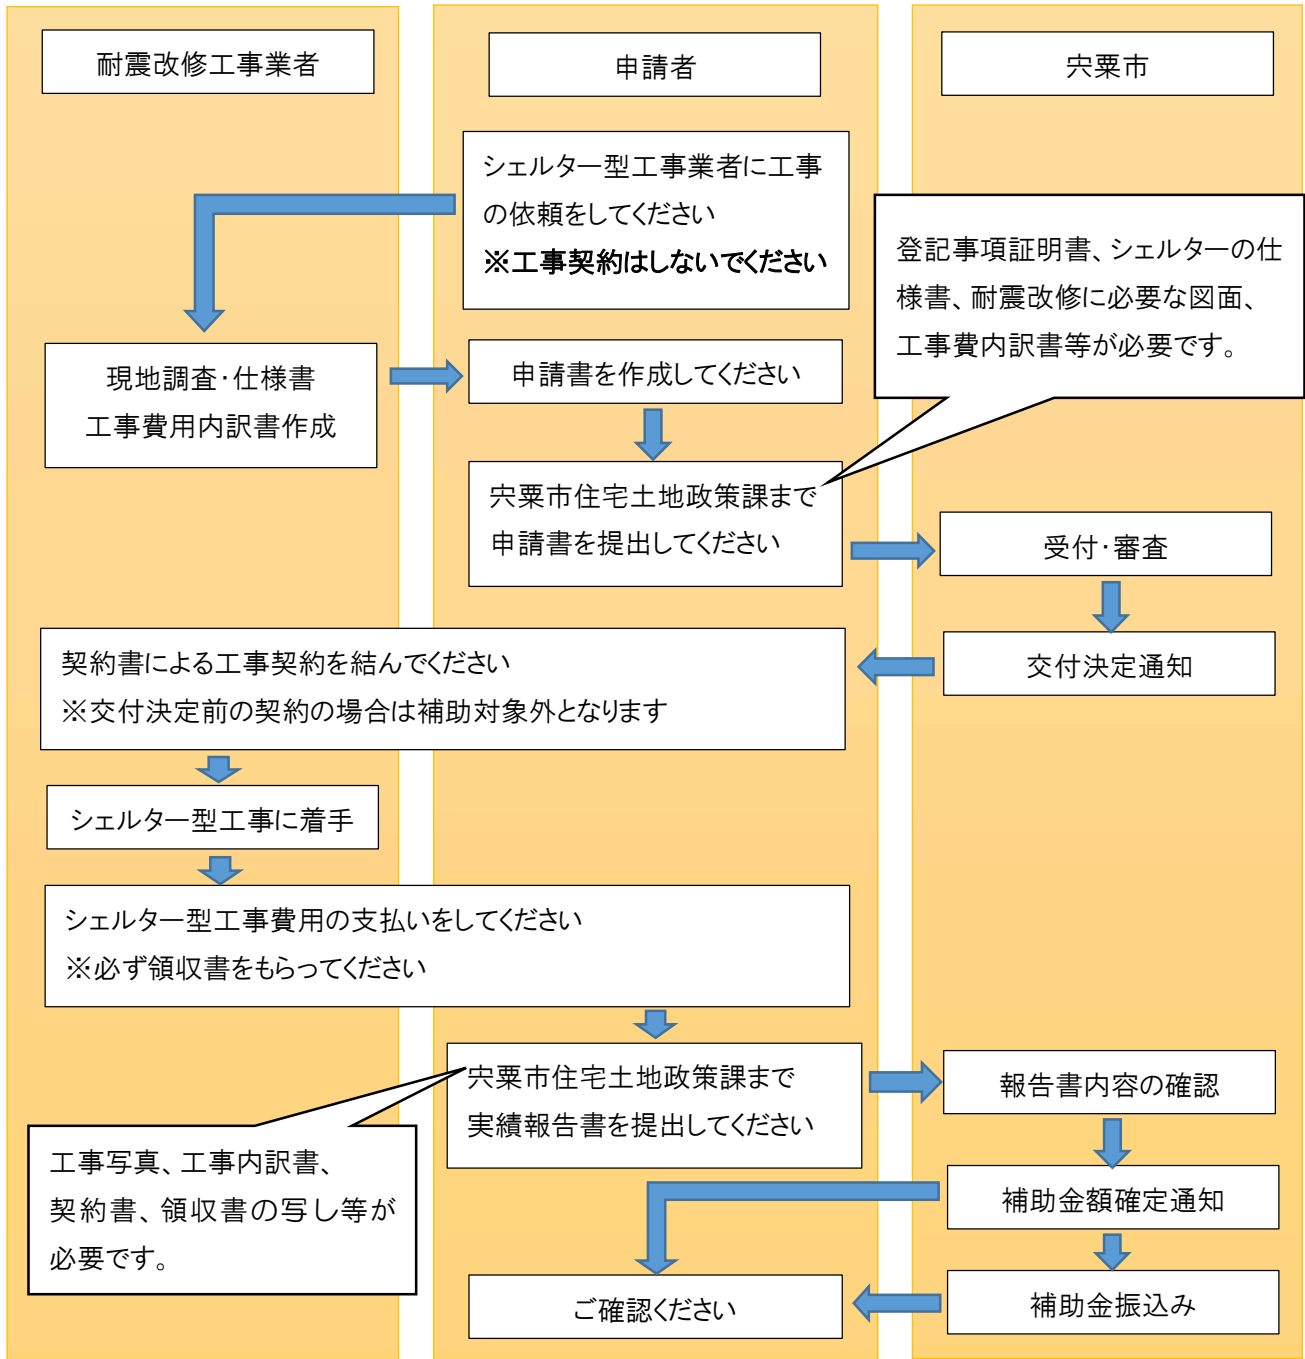 耐震改修工事業者
申請者
宍粟市
シェルター型工事業者に工事
の依頼をしてください
※工事契約はしないでください
登記事項証明書、シェルターの仕
様書、耐震改修に必要な図面、
工事費内訳書等が必要です。
現地調査・仕様書
工事費用内訳書作成
申請書を作成してください
宍粟市住宅土地政策課まで
申請書を提出してください
受付・審査
交付決定通知
契約書による工事契約を結んでください
※交付決定前の契約の場合は補助対象外となります
シェルター型工事に着手
シェルター型工事費用の支払いをしてください
※必ず領収書をもらってください
宍粟市住宅土地政策課まで
実績報告書を提出してください
報告書内容の確認
工事写真、工事内訳書、
契約書、領収書の写し等が
必要です。
補助金額確定通知
ご確認ください
補助金振込み